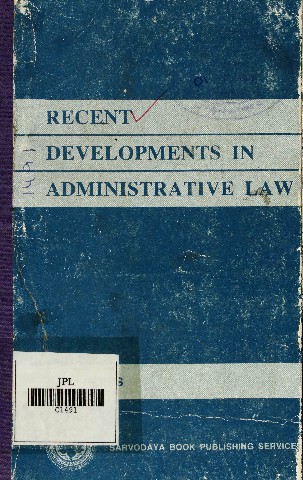 RECENT
DEVELOPMENTS IN
ADMINISTRATIVE LAW
JPL
C1491
SARVODAYA BOOK PUBLISHING SERVICE